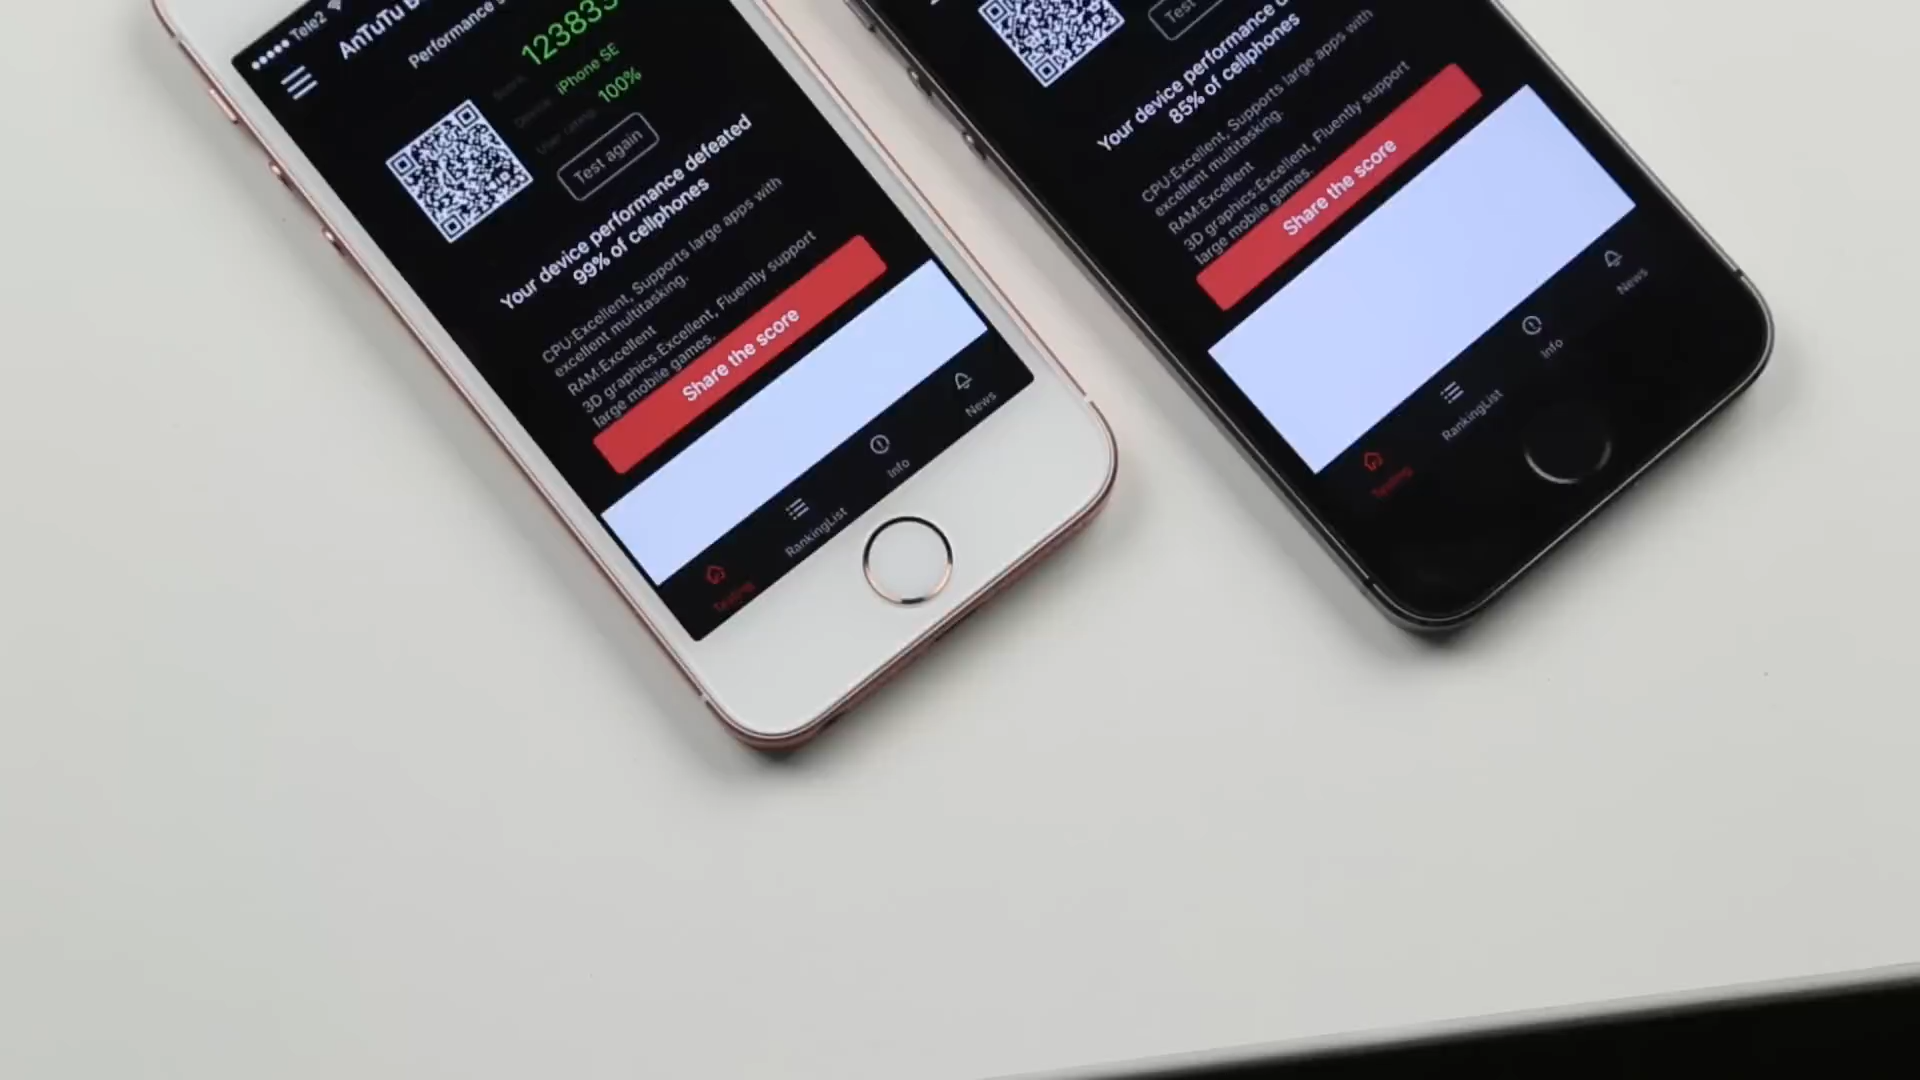 Tele2
AnTuTu
Performance
123833
iPhone SE
100%
Test again
Your device performance defeated
99% of cellphones
CPU:Excellent, Supports large apps with
excellent multitasking.
RAM:Excellent
3D graphics:Excellent, Fluently support
large mobile games.
Share the score
Testing
RankingList
Info
News
Test
Your device performance
85% of cellphones
CPU:Excellent, Supports large apps with
excellent multitasking.
RAM:Excellent
3D graphics:Excellent, Fluently support
large mobile games.
Share the score
Testing
RankingList
Info
News